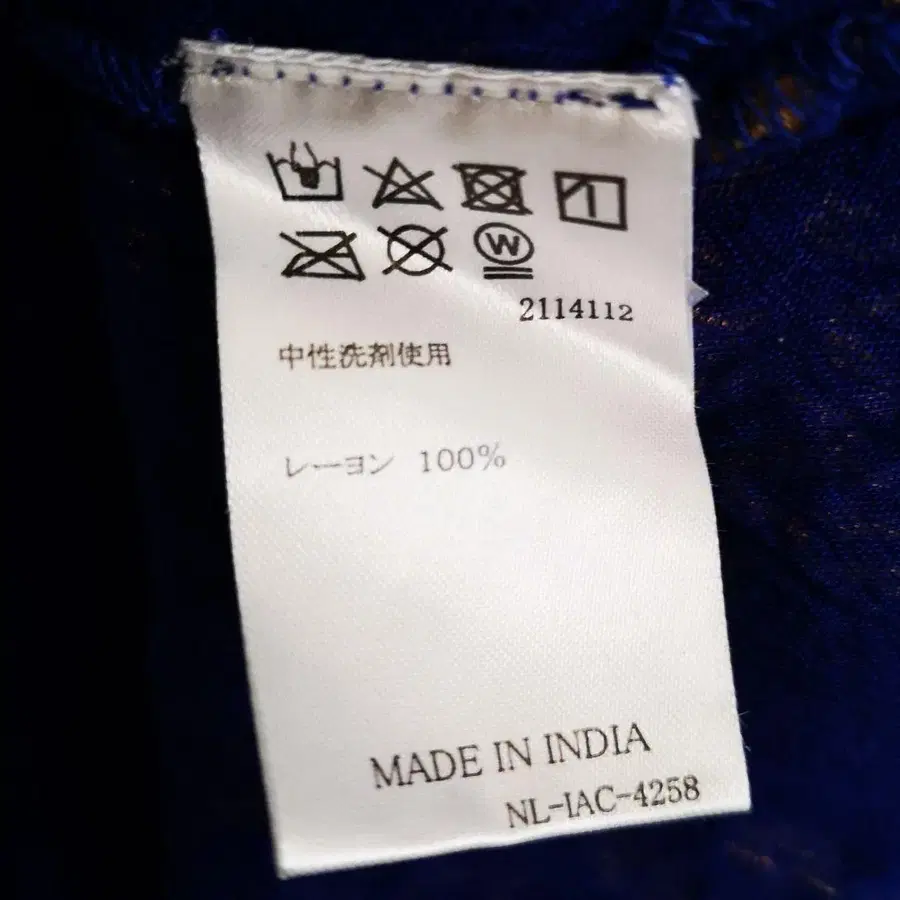 W
2114112
中性洗剤使用
レーヨン 100%
MADE IN INDIA
NL-IAC-4258